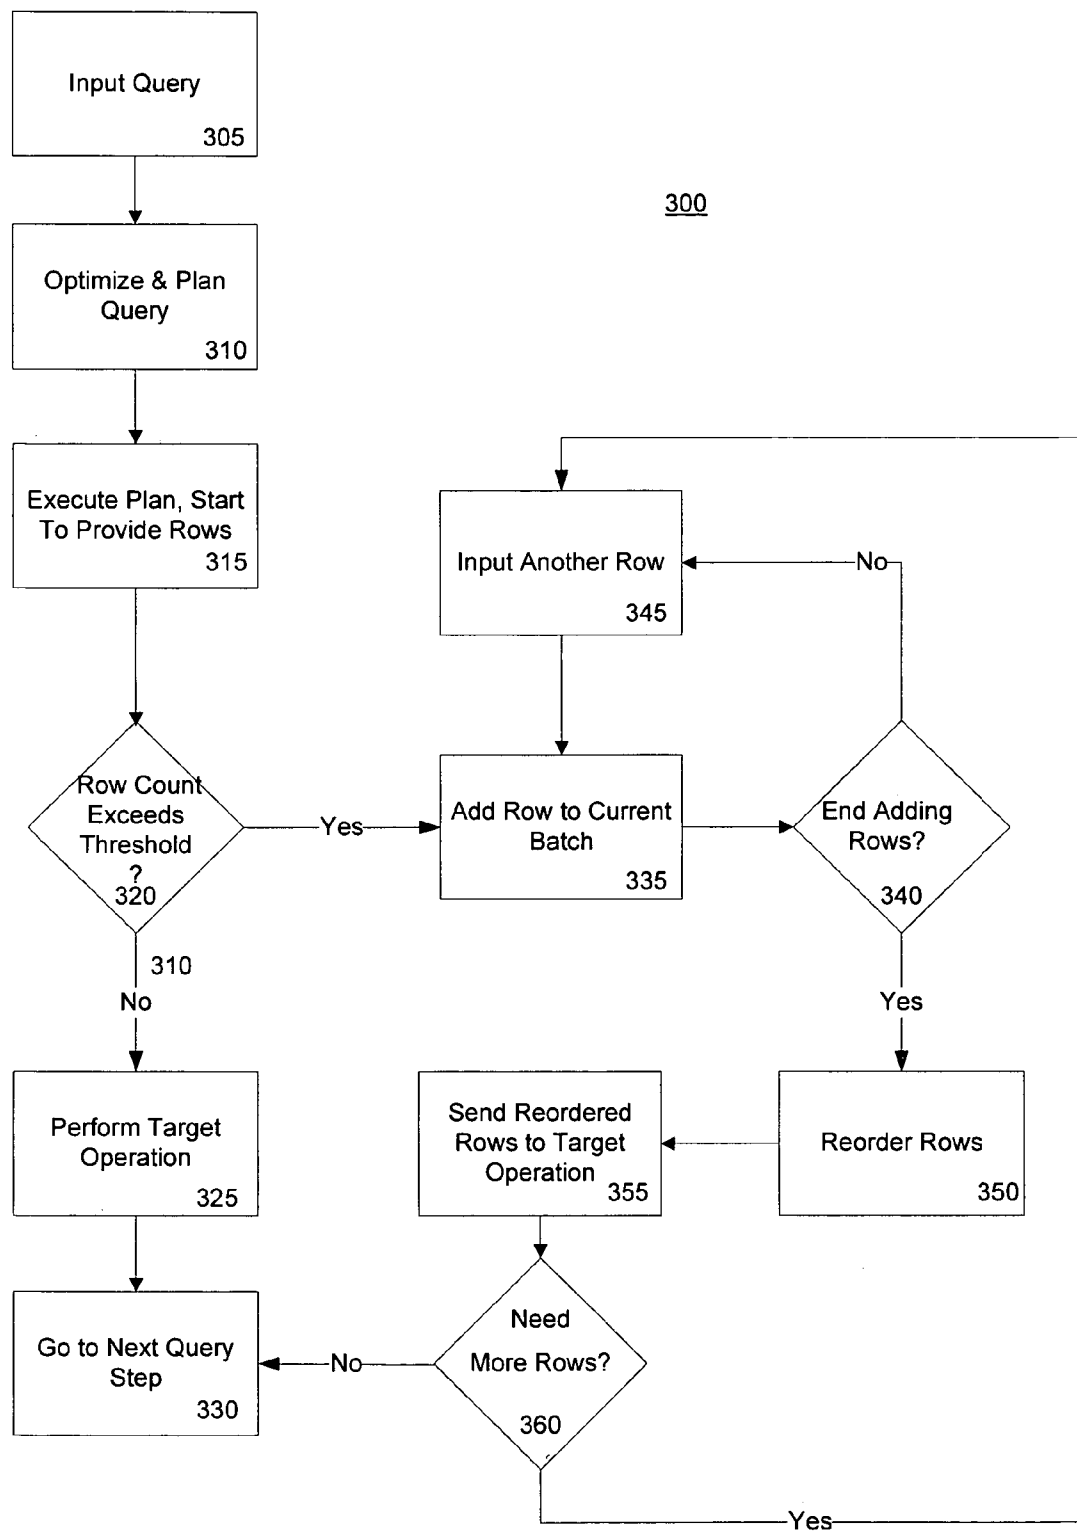 Input Query
305
300
Optimize & Plan
Query
310
Execute Plan, Start
To Provide Rows
315
Input Another Row
345
No
Row Count
Exceeds
Threshold
?
320
Yes
Add Row to Current
Batch
335
End Adding
Rows?
340
310
No
Yes
Perform Target
Operation
325
Send Reordered
Rows to Target
Operation
355
Reorder Rows
350
Go to Next Query
Step
330
No
Need
More Rows?
360
Yes